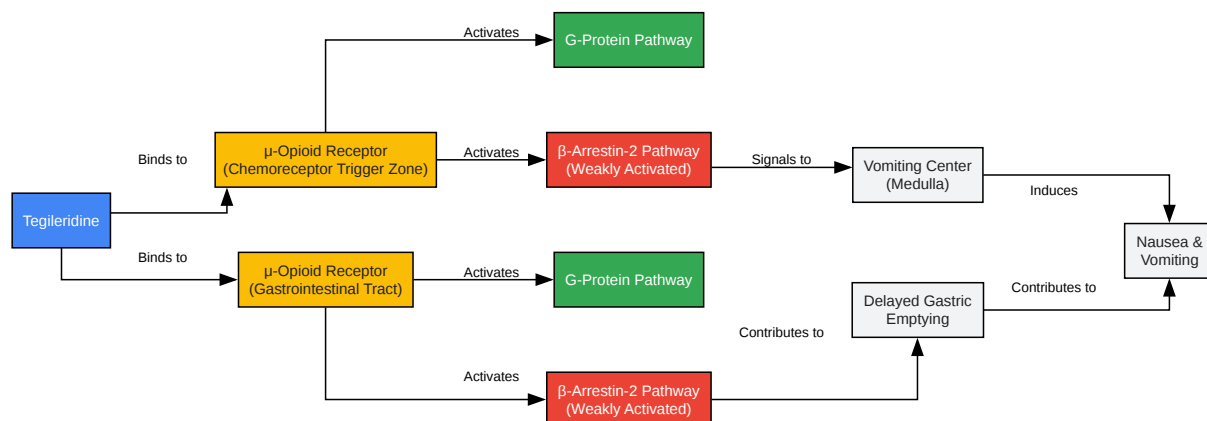 Activates
G-Protein Pathway
Binds to
μ-Opioid Receptor
(Chemoreceptor Trigger Zone)
Activates
β-Arrestin-2 Pathway
(Weakly Activated)
Signals to
Vomiting Center
(Medulla)
Induces
Tegileridine
Nausea &
Vomiting
Binds to
μ-Opioid Receptor
(Gastrointestinal Tract)
Activates
G-Protein Pathway
Contributes to
Delayed Gastric
Emptying
Contributes to
Activates
β-Arrestin-2 Pathway
(Weakly Activated)